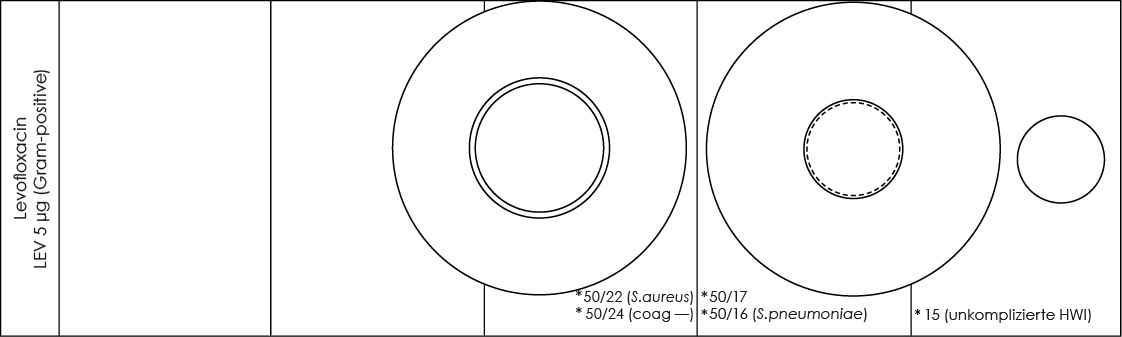 Levofloxacin
LEV 5 µg (Gram-positive)
*50/22 (S.aureus)
* 50/24 (coag —)
*50/17
*50/16 (S.pneumoniae)
* 15 (unkomplizierte HWI)